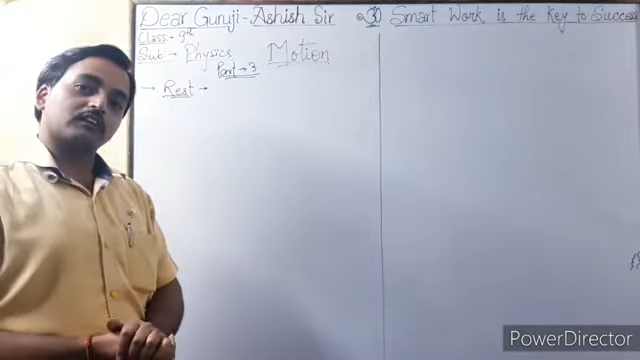 Dear Guruji - Ashish Sir ॐ Smart Work is the Key to Success
Class:- 9th
Sub:- Physics Motion
Part → 3
→ Rest →
PowerDirector